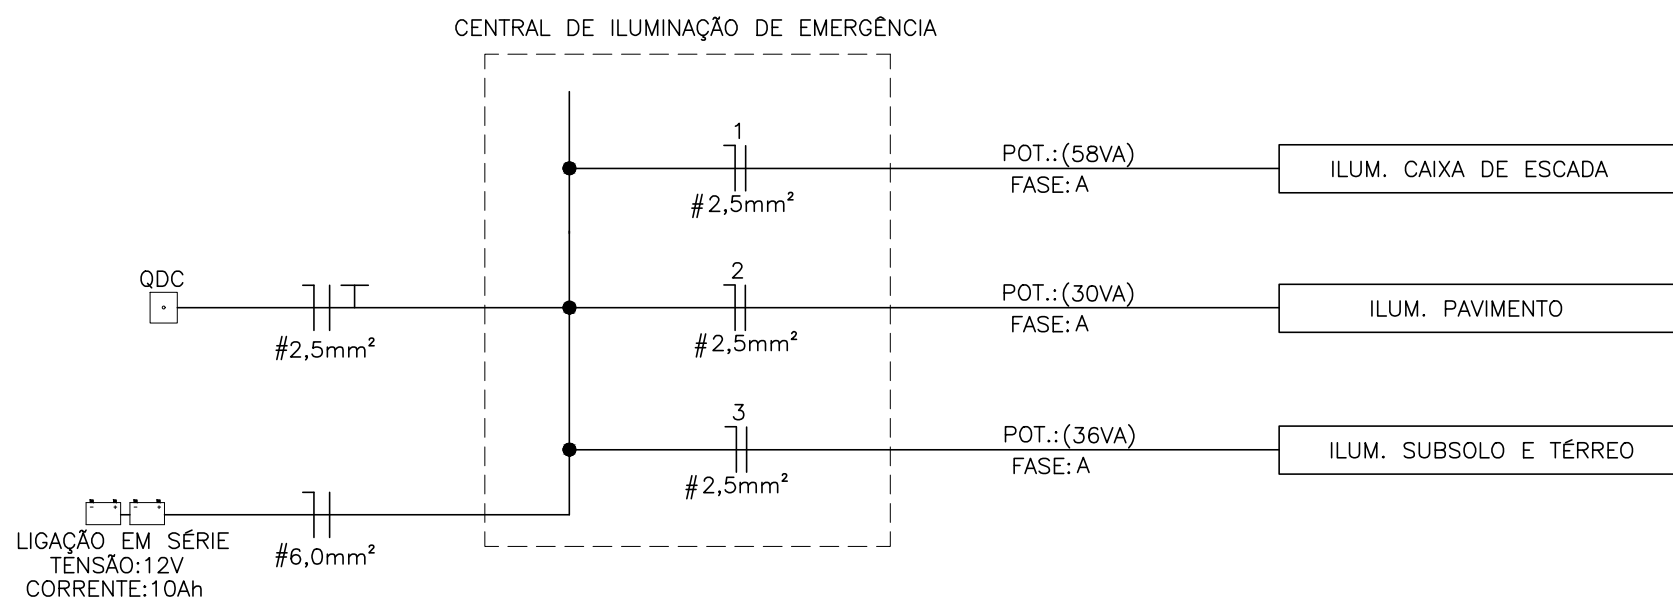 CENTRAL DE ILUMINAÇÃO DE EMERGÊNCIA
1
POT.:(58VA)
FASE: A
#2,5mm²
ILUM. CAIXA DE ESCADA
QDC
#2,5mm²
2
POT.:(30VA)
FASE: A
#2,5mm²
ILUM. PAVIMENTO
3
POT.:(36VA)
FASE: A
#2,5mm²
ILUM. SUBSOLO E TÉRREO
LIGAÇÃO EM SÉRIE
TENSÃO:12V
CORRENTE:10Ah
#6,0mm²